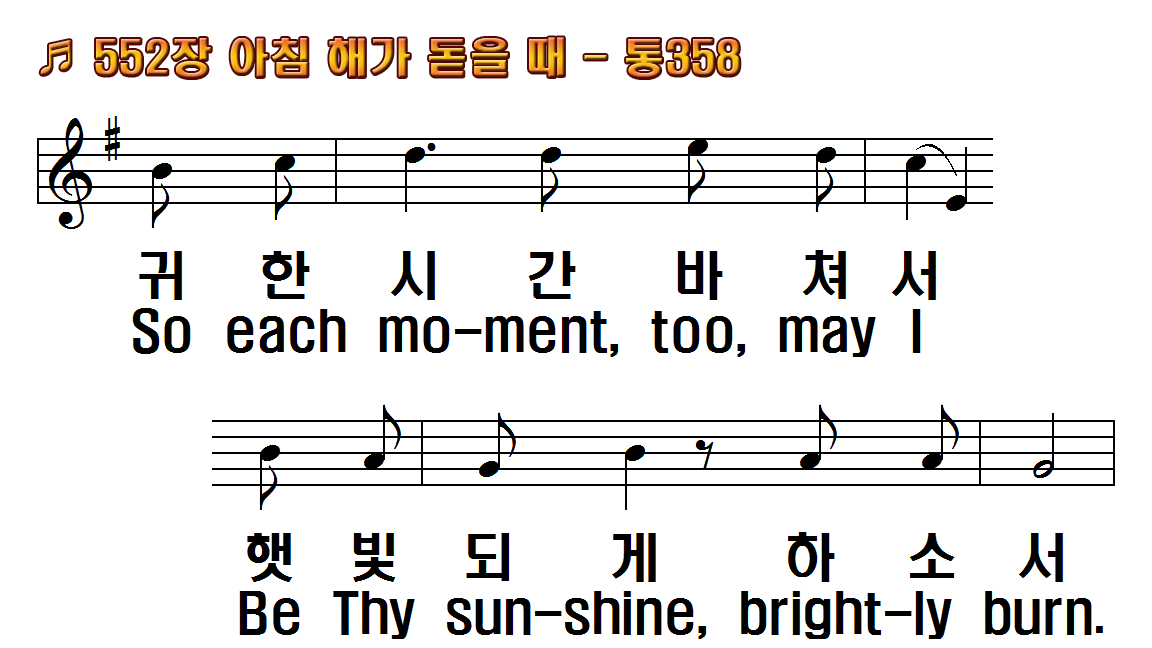 ♬ 552장 아침 해가 돋을 때 - 통358
귀 한 시 간 바 쳐 서
So each mo-ment, too, may I
햇 빛 되 게 하 소 서
Be Thy sun-shine, bright-ly burn.